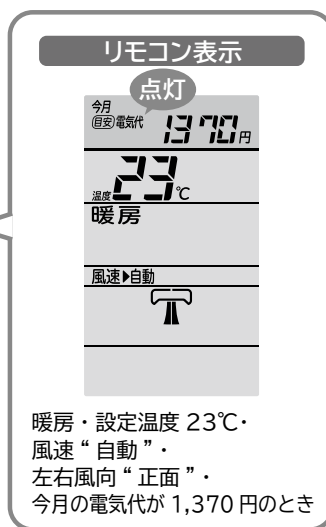 リモコン表示
点灯
今月
目安 電気代 1370円
温度 23℃
暖房
風速▶自動
暖房・設定温度 23℃・
風速 “ 自動 ”・
左右風向 “ 正面 ”・
今月の電気代が 1,370 円のとき